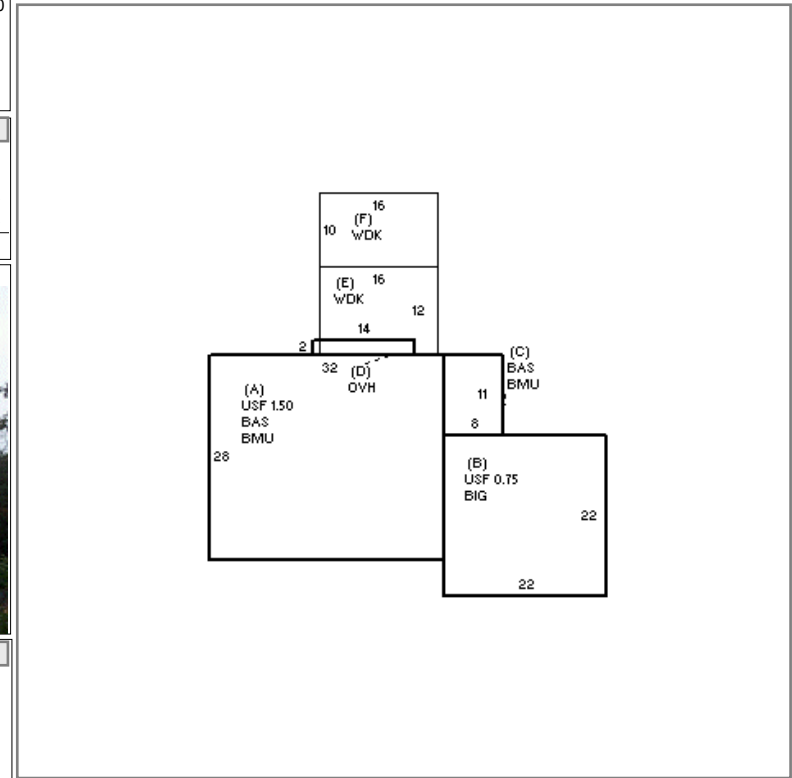 16
(F)
10 WDK
16
(E)
WDK
12
14
2
32 (D)
OVH
(C)
BAS
BMU
(A)
USF 1.50
BAS
BMU
11
8
28
(B)
USF 0.75
BIG
22
22